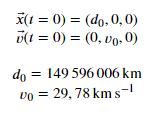 x⃗(t = 0) = (d₀, 0, 0)
v⃗(t = 0) = (0, v₀, 0)
d₀ = 149 596 006 km
v₀ = 29, 78 km s⁻¹